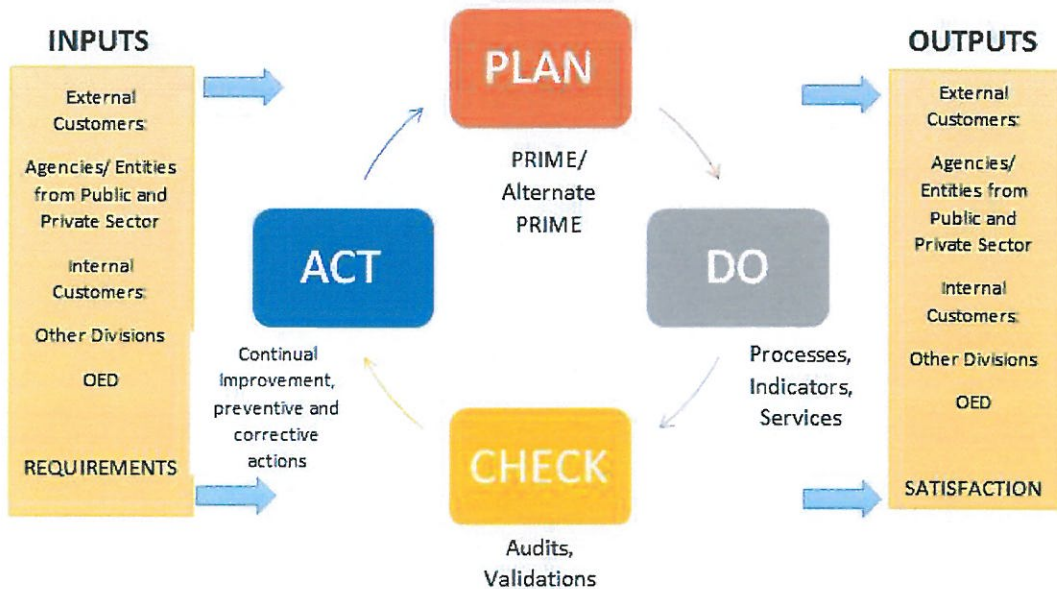 INPUTS
External
Customers:
Agencies/ Entities
from Public and
Private Sector
Internal
Customers:
Other Divisions
OED
REQUIREMENTS
PLAN
PRIME/
Alternate
PRIME
ACT
Continual
Improvement,
preventive and
corrective
actions
DO
Processes,
Indicators,
Services
CHECK
Audits,
Validations
OUTPUTS
External
Customers:
Agencies/
Entities from
Public and
Private Sector
Internal
Customers:
Other Divisions
OED
SATISFACTION